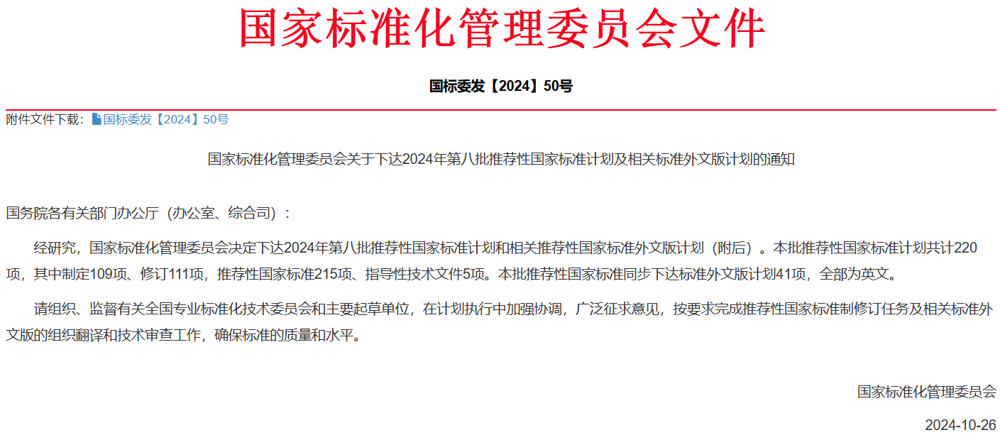 国家标准化管理委员会文件
国标委发【2024】50号
附件文件下载：国标委发【2024】50号
国家标准化管理委员会关于下达2024年第八批推荐性国家标准计划及相关标准外文版计划的通知
国务院各有关部门办公厅（办公室、综合司）：
经研究，国家标准化管理委员会决定下达2024年第八批推荐性国家标准计划和相关推荐性国家标准外文版计划（附后）。本批推荐性国家标准计划共计220
项，其中制定109项、修订111项，推荐性国家标准215项、指导性技术文件5项。本批推荐性国家标准同步下达标准外文版计划41项，全部为英文。
请组织、监督有关全国专业标准化技术委员会和主要起草单位，在计划执行中加强协调，广泛征求意见，按要求完成推荐性国家标准制修订任务及相关标准外
文版的组织翻译和技术审查工作，确保标准的质量和水平。
国家标准化管理委员会
2024-10-26